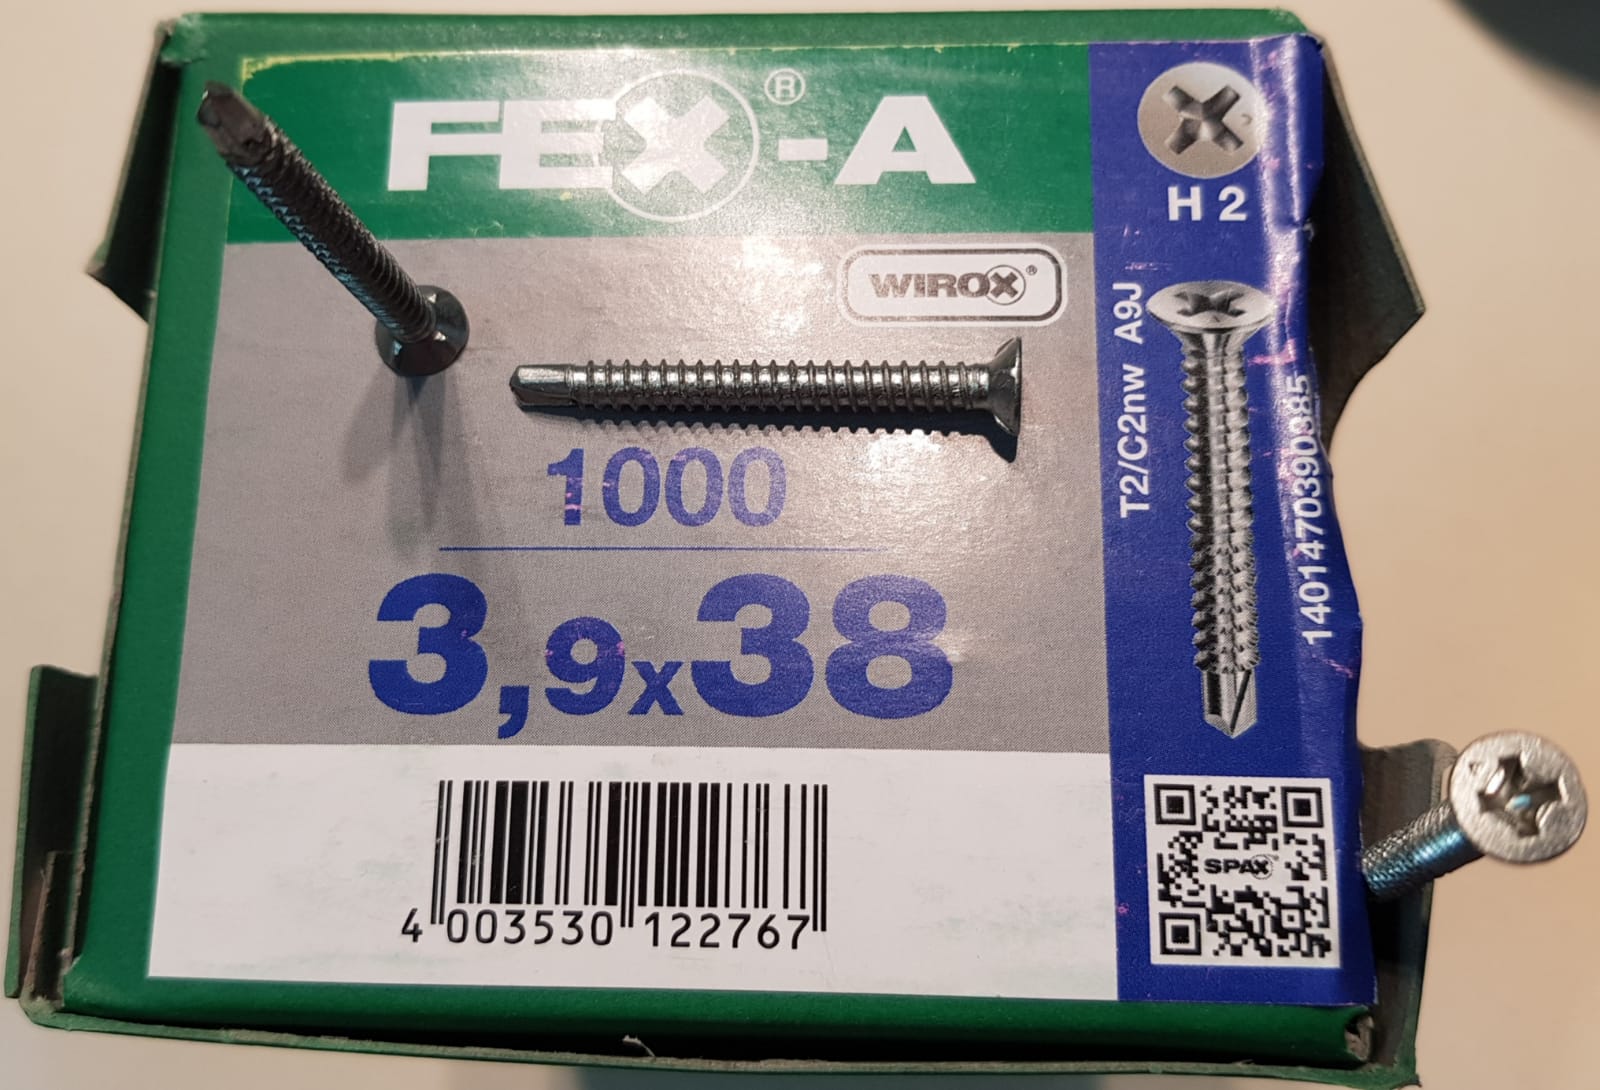 FEX®-A
WIROX®
1000
3,9x38
4 003530 122767
H 2
T2/C2nw A9J
1401470390385
SPAX®